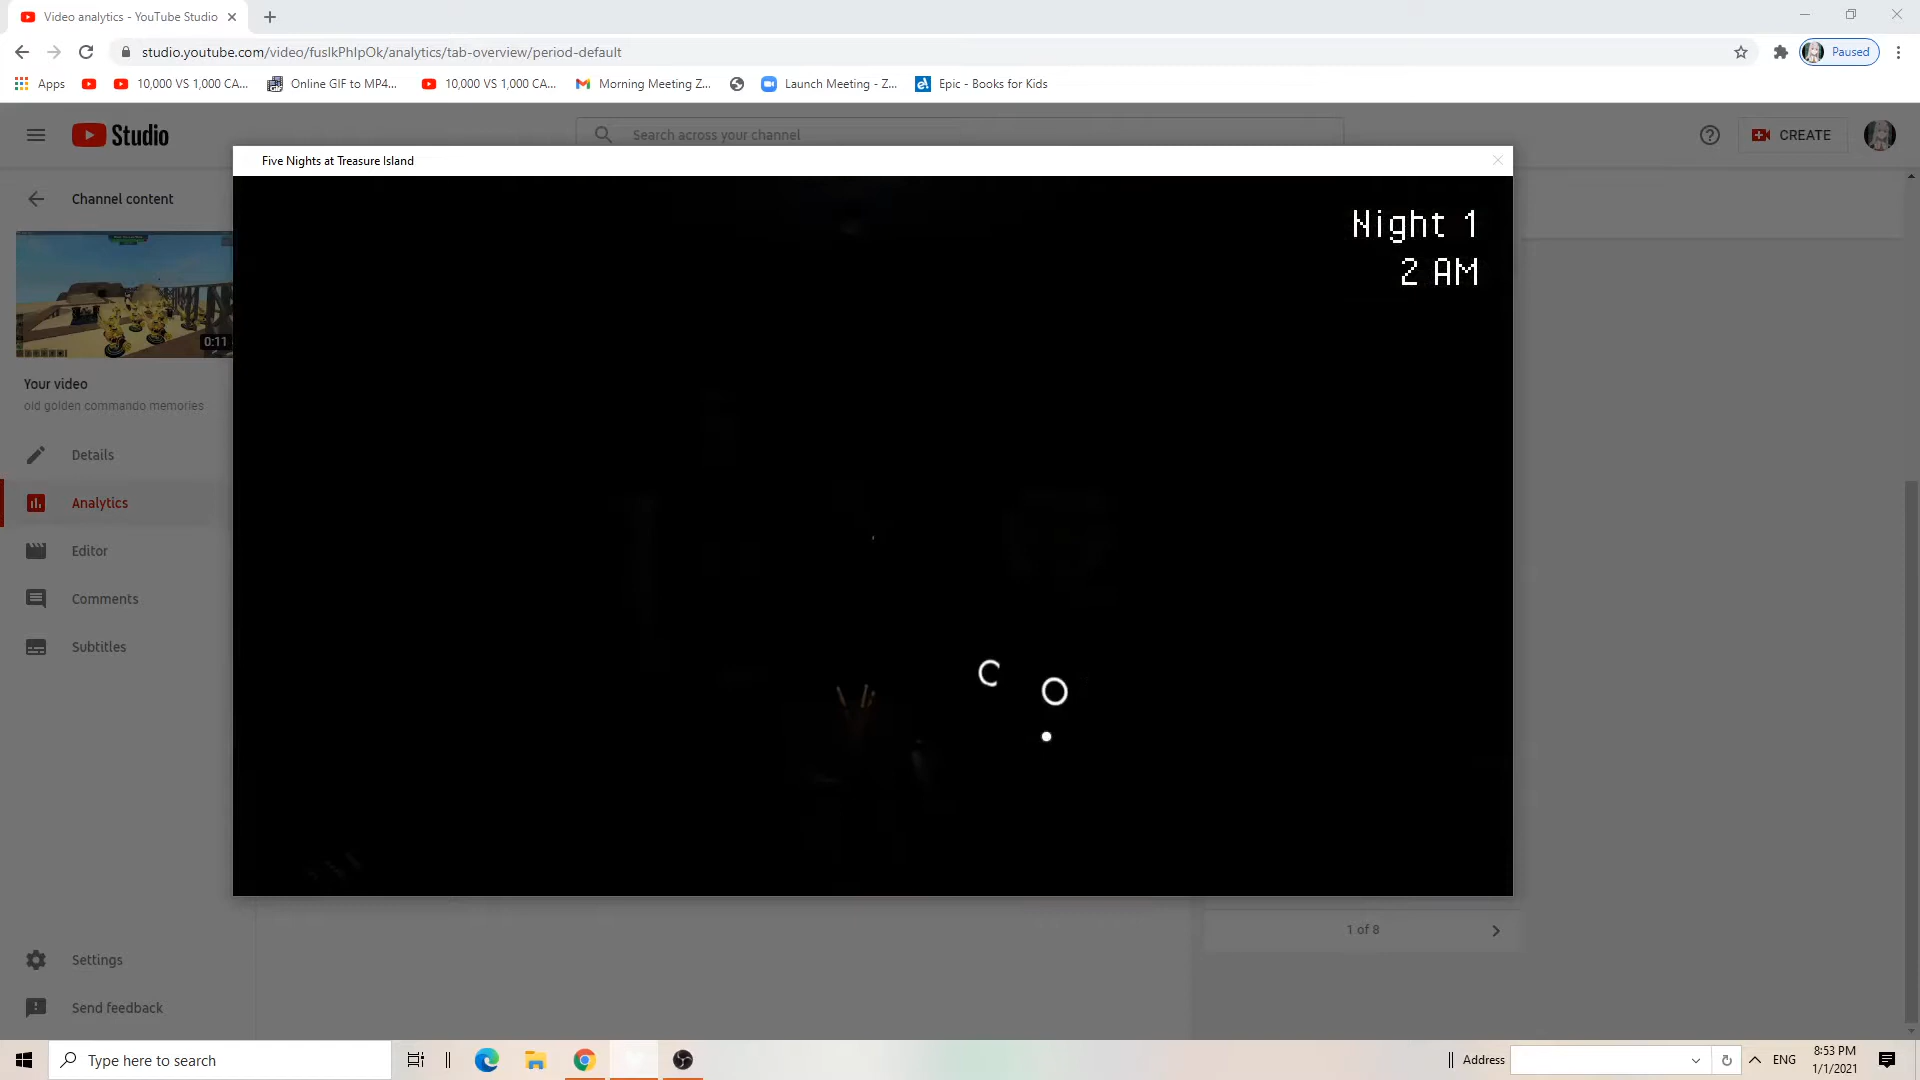 Video analytics - YouTube Studio
studio.youtube.com/video/fuslkPhlpOk/analytics/tab-overview/period-default
Paused
Apps
10,000 VS 1,000 CA...
Online GIF to MP4...
10,000 VS 1,000 CA...
Morning Meeting Z...
Launch Meeting - Z...
Epic - Books for Kids
Studio
Search across your channel
CREATE
Five Nights at Treasure Island
Channel content
Night 1
2 AM
0:11
Your video
old golden commando memories
Details
Analytics
Editor
Comments
Subtitles
C
O
1 of 8
Settings
Send feedback
Type here to search
Address
ENG
8:53 PM
1/1/2021